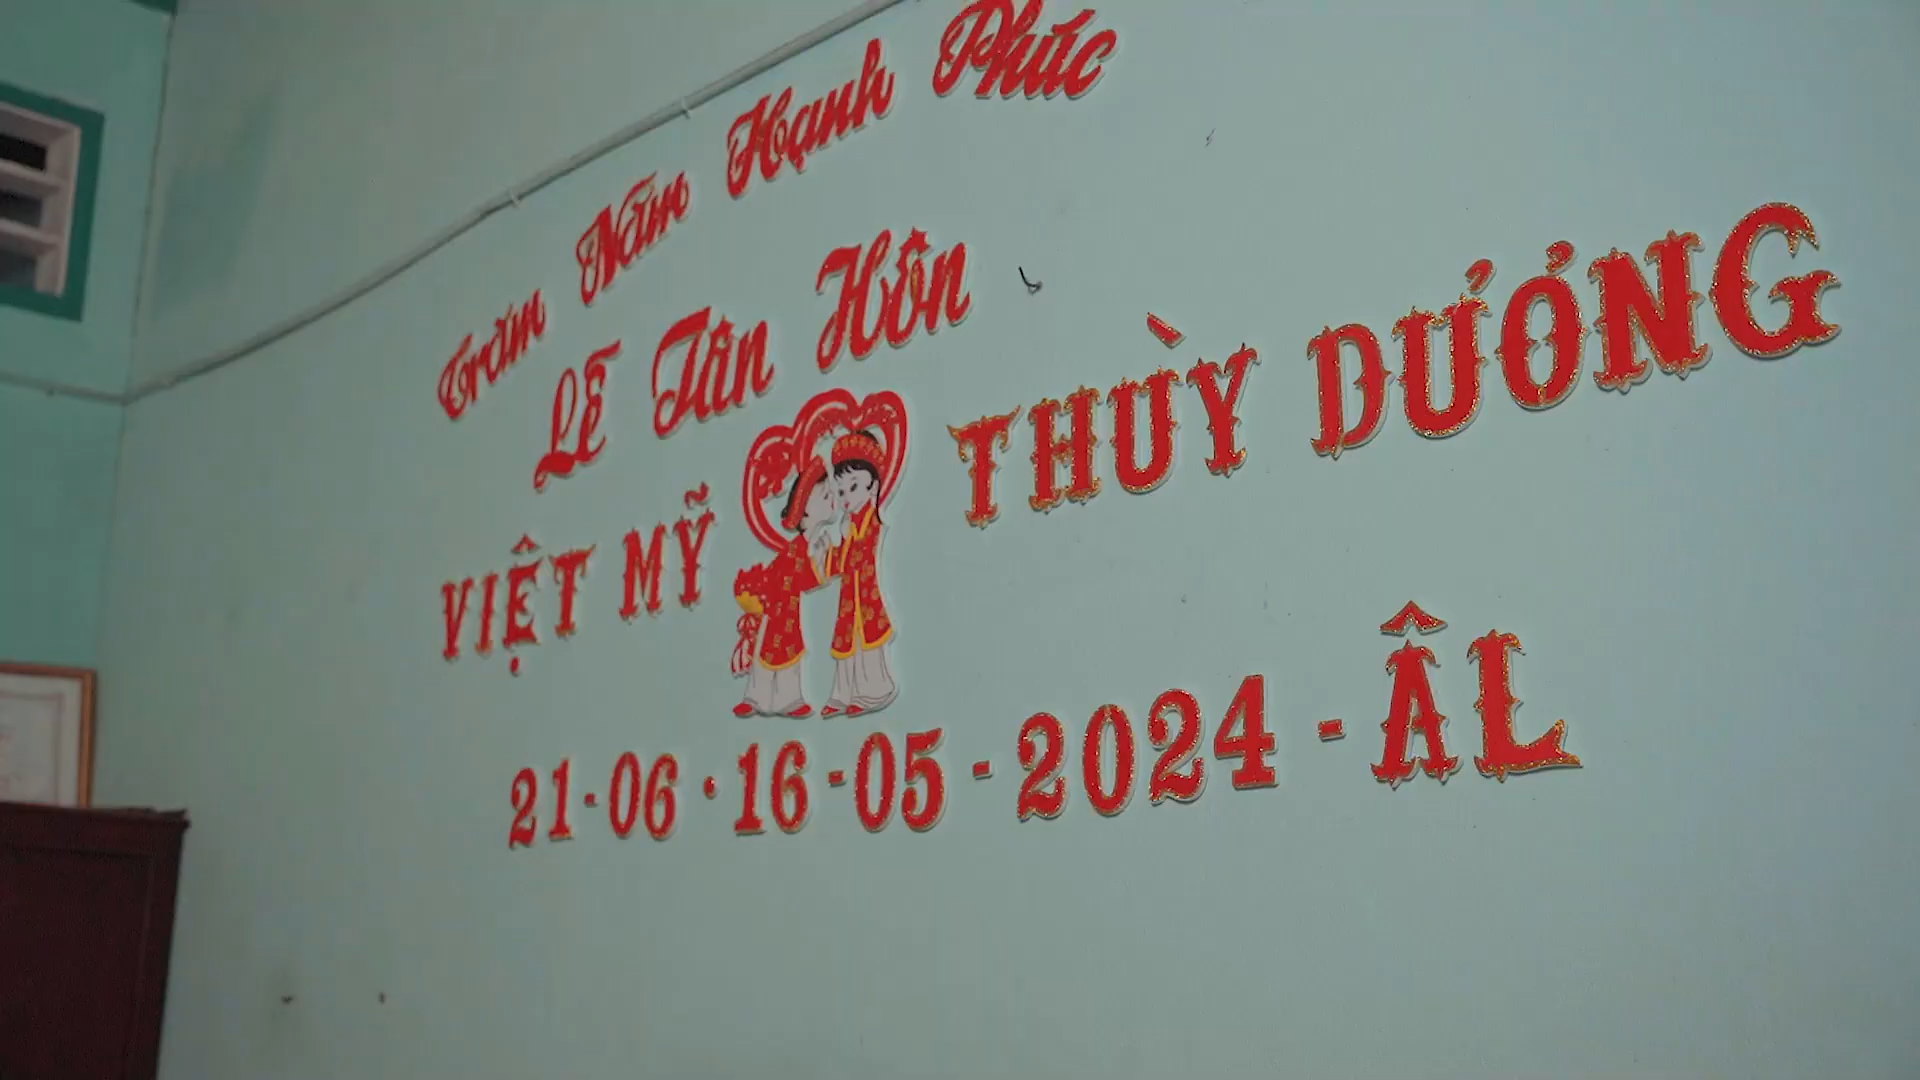 Trăm Năm Hạnh Phúc
LỄ Tân Hôn
VIỆT MỸ THÙY DƯƠNG
21-06 • 16-05-2024-ÂL